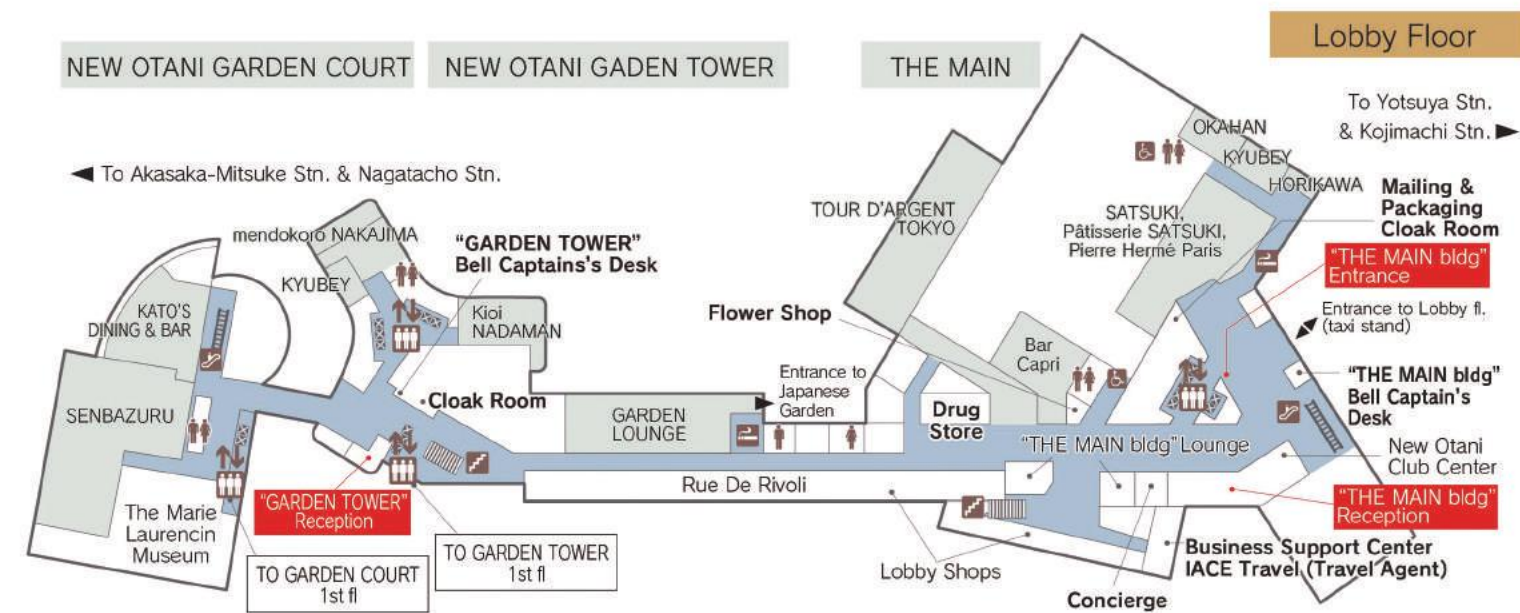 Lobby Floor
NEW OTANI GARDEN COURT
NEW OTANI GADEN TOWER
THE MAIN
To Yotsuya Stn.
& Kojimachi Stn. ►
◄ To Akasaka-Mitsuke Stn. & Nagatacho Stn.
OKAHAN
KYUBEY
HORIKAWA
Mailing &
Packaging
Cloak Room
TOUR D'ARGENT
TOKYO
SATSUKI,
Pâtisserie SATSUKI,
Pierre Hermé Paris
"THE MAIN bldg"
Entrance
mendokoro NAKAJIMA
"GARDEN TOWER"
Bell Captains's Desk
KYUBEY
Kioi
NADAMAN
KATO'S
DINING & BAR
Flower Shop
Entrance to Lobby fl.
(taxi stand)
Bar
Capri
Entrance to
Japanese
Garden
"THE MAIN bldg"
Bell Captain's
Desk
SENBAZURU
Cloak Room
GARDEN
LOUNGE
Drug
Store
"THE MAIN bldg" Lounge
New Otani
Club Center
Rue De Rivoli
"GARDEN TOWER"
Reception
"THE MAIN bldg"
Reception
The Marie
Laurencin
Museum
TO GARDEN COURT
1st fl
TO GARDEN TOWER
1st fl
Lobby Shops
Business Support Center
IACE Travel (Travel Agent)
Concierge